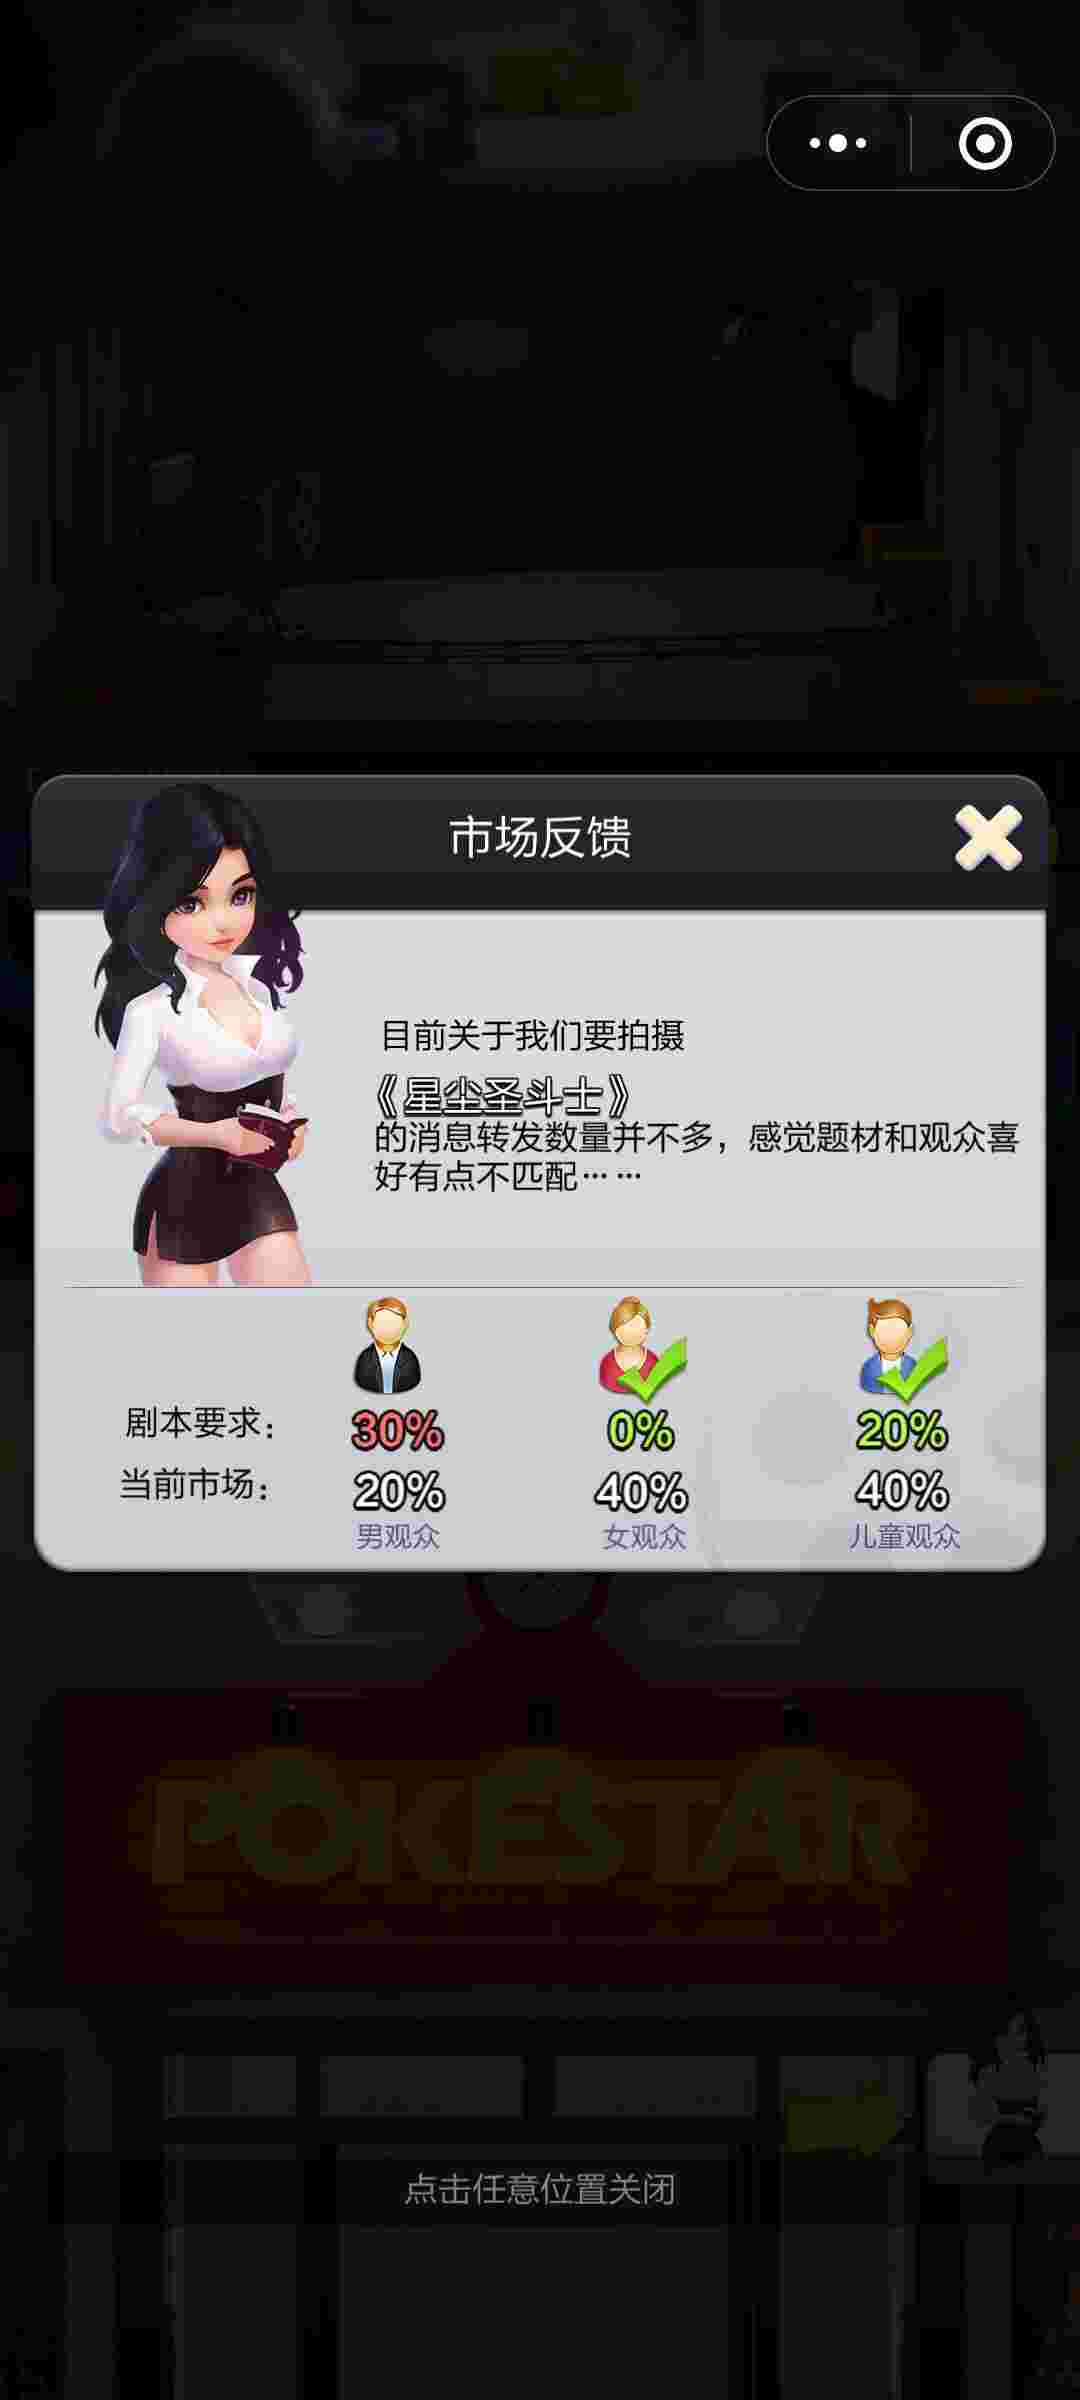 市场反馈
目前关于我们要拍摄
《星尘圣斗士》
的消息转发数量并不多，感觉题材和观众喜
好有点不匹配……
剧本要求： 30% 0% 20%
当前市场： 20% 40% 40%
男观众 女观众 儿童观众
POKESTAR
点击任意位置关闭